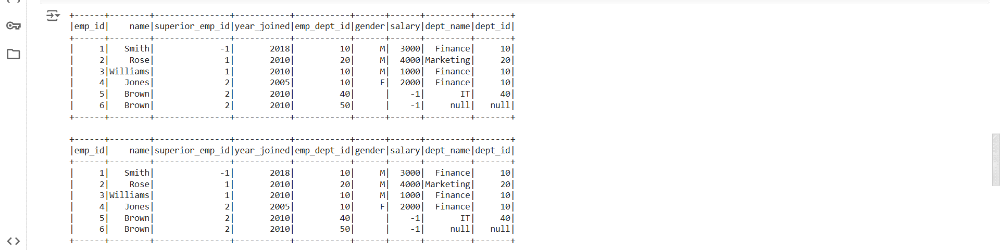 +------+--------+---------------+-----------+-----------+------+------+---------+-------+
|emp_id|    name|superior_emp_id|year_joined|emp_dept_id|gender|salary|dept_name|dept_id|
+------+--------+---------------+-----------+-----------+------+------+---------+-------+
|     1|   Smith|             -1|       2018|         10|     M|  3000|  Finance|     10|
|     2|    Rose|              1|       2010|         20|     M|  4000|Marketing|     20|
|     3|Williams|              1|       2010|         10|     M|  1000|  Finance|     10|
|     4|   Jones|              2|       2005|         10|     F|  2000|  Finance|     10|
|     5|   Brown|              2|       2010|         40|      |    -1|       IT|     40|
|     6|   Brown|              2|       2010|         50|      |    -1|     null|   null|
+------+--------+---------------+-----------+-----------+------+------+---------+-------+
+------+--------+---------------+-----------+-----------+------+------+---------+-------+
|emp_id|    name|superior_emp_id|year_joined|emp_dept_id|gender|salary|dept_name|dept_id|
+------+--------+---------------+-----------+-----------+------+------+---------+-------+
|     1|   Smith|             -1|       2018|         10|     M|  3000|  Finance|     10|
|     2|    Rose|              1|       2010|         20|     M|  4000|Marketing|     20|
|     3|Williams|              1|       2010|         10|     M|  1000|  Finance|     10|
|     4|   Jones|              2|       2005|         10|     F|  2000|  Finance|     10|
|     5|   Brown|              2|       2010|         40|      |    -1|       IT|     40|
|     6|   Brown|              2|       2010|         50|      |    -1|     null|   null|
+------+--------+---------------+-----------+-----------+------+------+---------+-------+